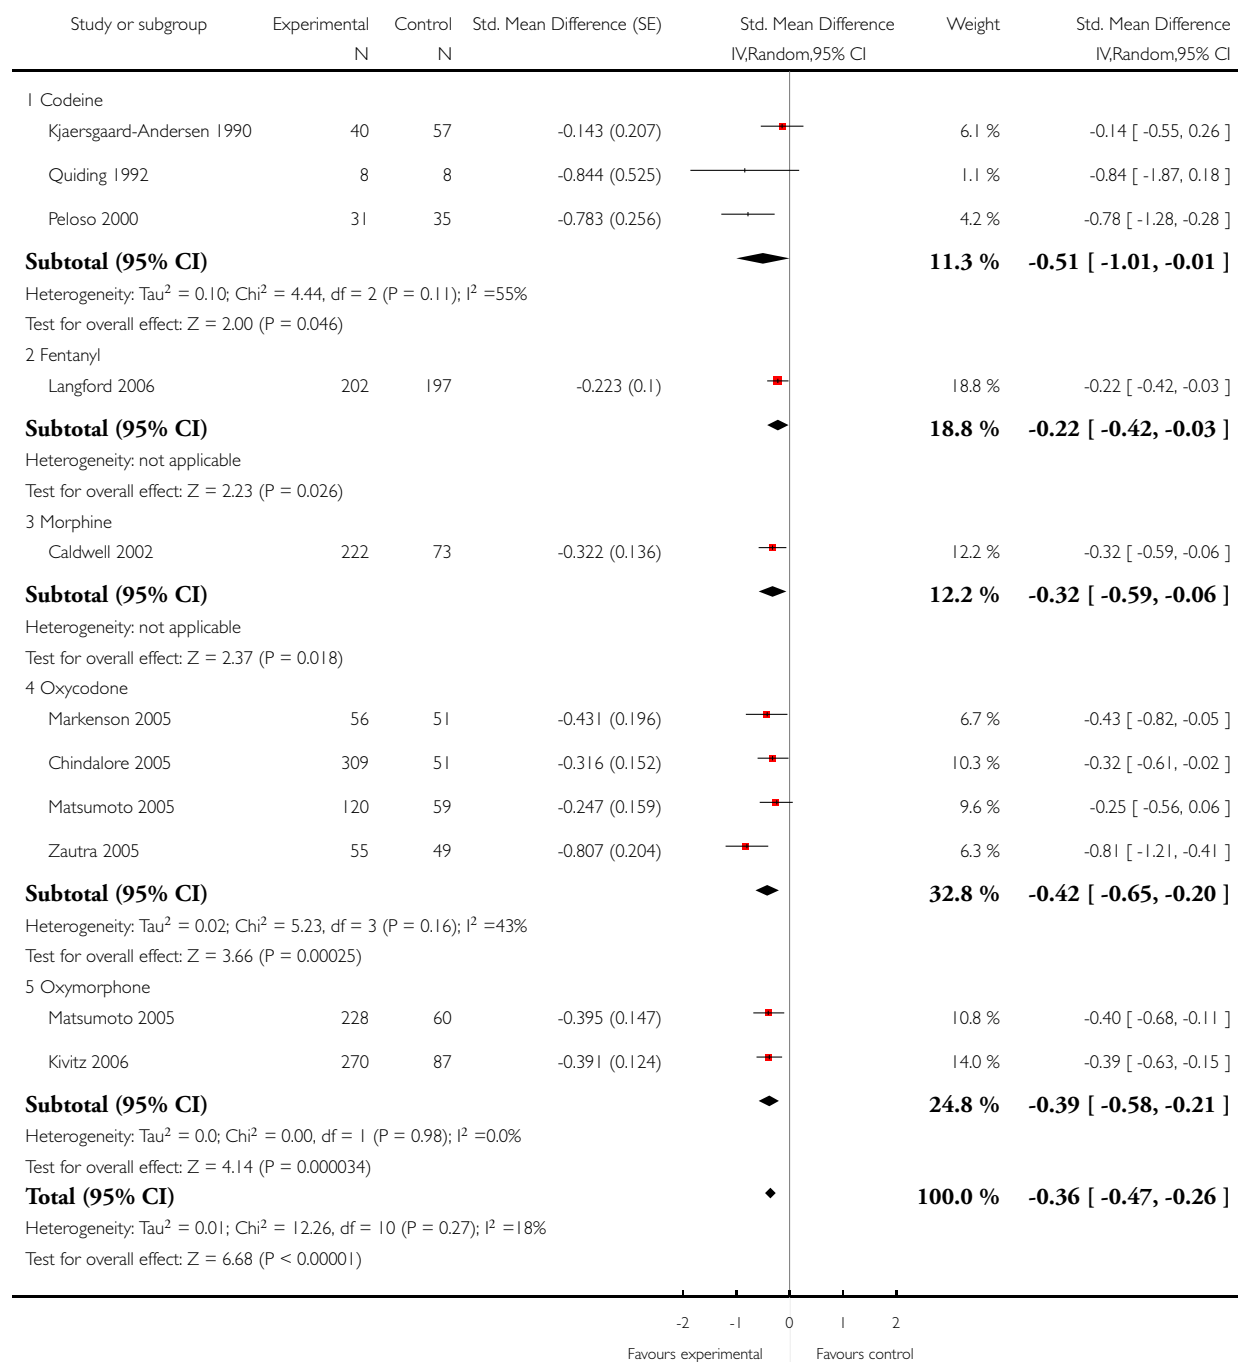 Study or subgroup Experimental Control Std. Mean Difference (SE) Std. Mean Difference Weight Std. Mean Difference
N N IV,Random,95% CI IV,Random,95% CI
1 Codeine
Kjaersgaard-Andersen 1990 40 57 -0.143 (0.207) 6.1 % -0.14 [ -0.55, 0.26 ]
Quiding 1992 8 8 -0.844 (0.525) 1.1 % -0.84 [ -1.87, 0.18 ]
Peloso 2000 31 35 -0.783 (0.256) 4.2 % -0.78 [ -1.28, -0.28 ]
Subtotal (95% CI) 11.3 % -0.51 [ -1.01, -0.01 ]
Heterogeneity: Tau² = 0.10; Chi² = 4.44, df = 2 (P = 0.11); I² =55%
Test for overall effect: Z = 2.00 (P = 0.046)
2 Fentanyl
Langford 2006 202 197 -0.223 (0.1) 18.8 % -0.22 [ -0.42, -0.03 ]
Subtotal (95% CI) 18.8 % -0.22 [ -0.42, -0.03 ]
Heterogeneity: not applicable
Test for overall effect: Z = 2.23 (P = 0.026)
3 Morphine
Caldwell 2002 222 73 -0.322 (0.136) 12.2 % -0.32 [ -0.59, -0.06 ]
Subtotal (95% CI) 12.2 % -0.32 [ -0.59, -0.06 ]
Heterogeneity: not applicable
Test for overall effect: Z = 2.37 (P = 0.018)
4 Oxycodone
Markenson 2005 56 51 -0.431 (0.196) 6.7 % -0.43 [ -0.82, -0.05 ]
Chindalore 2005 309 51 -0.316 (0.152) 10.3 % -0.32 [ -0.61, -0.02 ]
Matsumoto 2005 120 59 -0.247 (0.159) 9.6 % -0.25 [ -0.56, 0.06 ]
Zautra 2005 55 49 -0.807 (0.204) 6.3 % -0.81 [ -1.21, -0.41 ]
Subtotal (95% CI) 32.8 % -0.42 [ -0.65, -0.20 ]
Heterogeneity: Tau² = 0.02; Chi² = 5.23, df = 3 (P = 0.16); I² =43%
Test for overall effect: Z = 3.66 (P = 0.00025)
5 Oxymorphone
Matsumoto 2005 228 60 -0.395 (0.147) 10.8 % -0.40 [ -0.68, -0.11 ]
Kivitz 2006 270 87 -0.391 (0.124) 14.0 % -0.39 [ -0.63, -0.15 ]
Subtotal (95% CI) 24.8 % -0.39 [ -0.58, -0.21 ]
Heterogeneity: Tau² = 0.0; Chi² = 0.00, df = 1 (P = 0.98); I² =0.0%
Test for overall effect: Z = 4.14 (P = 0.000034)
Total (95% CI) 100.0 % -0.36 [ -0.47, -0.26 ]
Heterogeneity: Tau² = 0.01; Chi² = 12.26, df = 10 (P = 0.27); I² =18%
Test for overall effect: Z = 6.68 (P < 0.00001)
-2 -1 0 1 2
Favours experimental Favours control